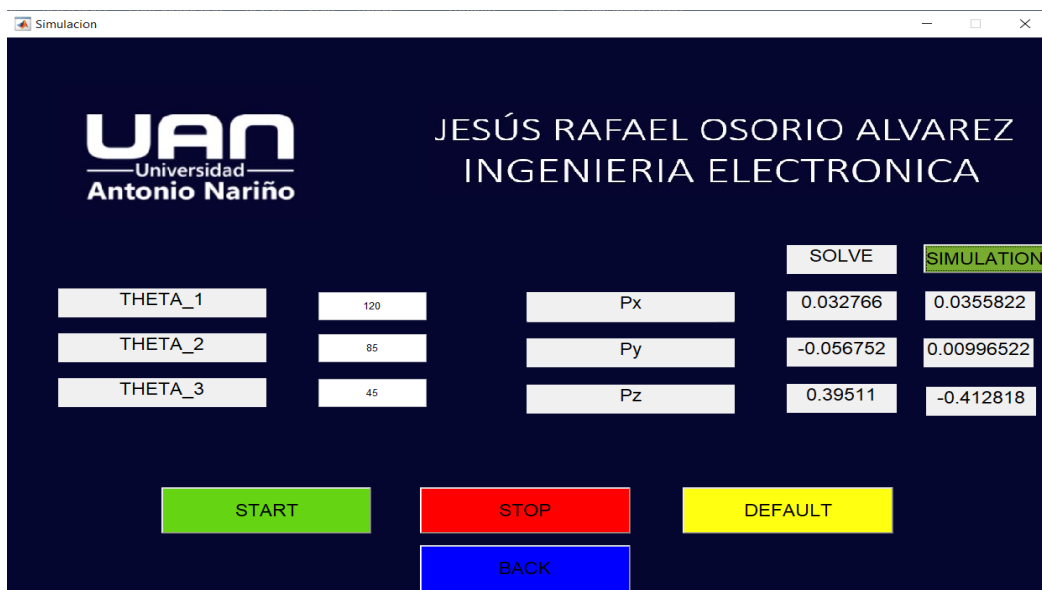 Simulacion
UAN
Universidad
Antonio Nariño
JESÚS RAFAEL OSORIO ALVAREZ
INGENIERIA ELECTRONICA
SOLVE SIMULATION
THETA_1 120 Px 0.032766 0.0355822
THETA_2 85 Py -0.056752 0.00996522
THETA_3 45 Pz 0.39511 -0.412818
START STOP DEFAULT
BACK